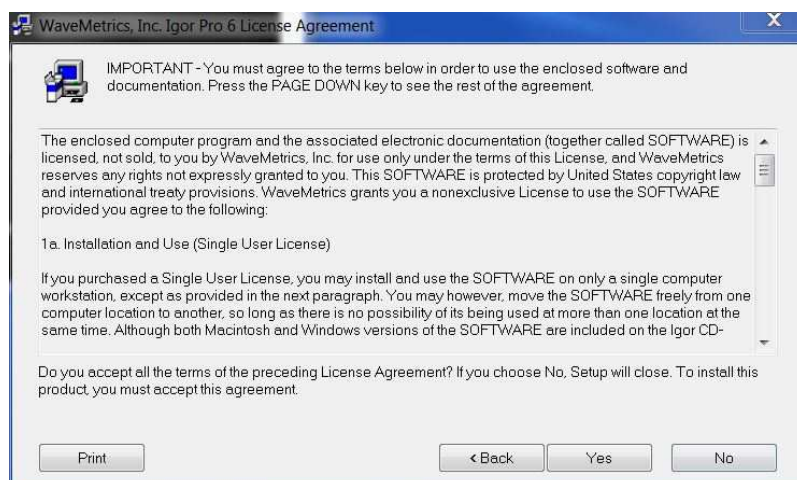 WaveMetrics, Inc. Igor Pro 6 License Agreement
IMPORTANT - You must agree to the terms below in order to use the enclosed software and
documentation. Press the PAGE DOWN key to see the rest of the agreement.
The enclosed computer program and the associated electronic documentation (together called SOFTWARE) is
licensed, not sold, to you by WaveMetrics, Inc. for use only under the terms of this License, and WaveMetrics
reserves any rights not expressly granted to you. This SOFTWARE is protected by United States copyright law
and international treaty provisions. WaveMetrics grants you a nonexclusive License to use the SOFTWARE
provided you agree to the following:
1a. Installation and Use (Single User License)
If you purchased a Single User License, you may install and use the SOFTWARE on only a single computer
workstation, except as provided in the next paragraph. You may however, move the SOFTWARE freely from one
computer location to another, so long as there is no possibility of its being used at more than one location at the
same time. Although both Macintosh and Windows versions of the SOFTWARE are included on the Igor CD-
Do you accept all the terms of the preceding License Agreement? If you choose No, Setup will close. To install this
product, you must accept this agreement.
Print < Back Yes No